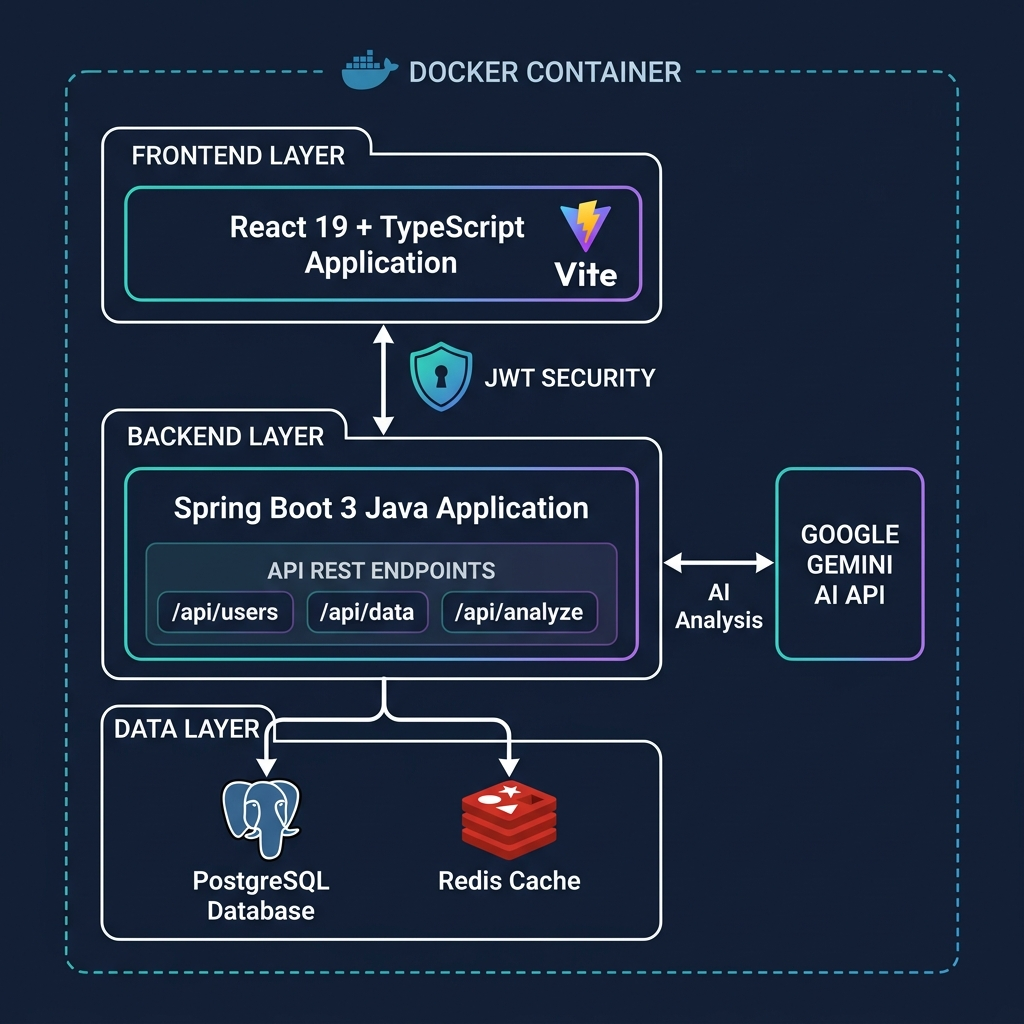 DOCKER CONTAINER
FRONTEND LAYER
React 19 + TypeScript
Application
Vite
JWT SECURITY
BACKEND LAYER
Spring Boot 3 Java Application
API REST ENDPOINTS
/api/users
/api/data
/api/analyze
AI
Analysis
GOOGLE
GEMINI
AI API
DATA LAYER
PostgreSQL
Database
Redis Cache